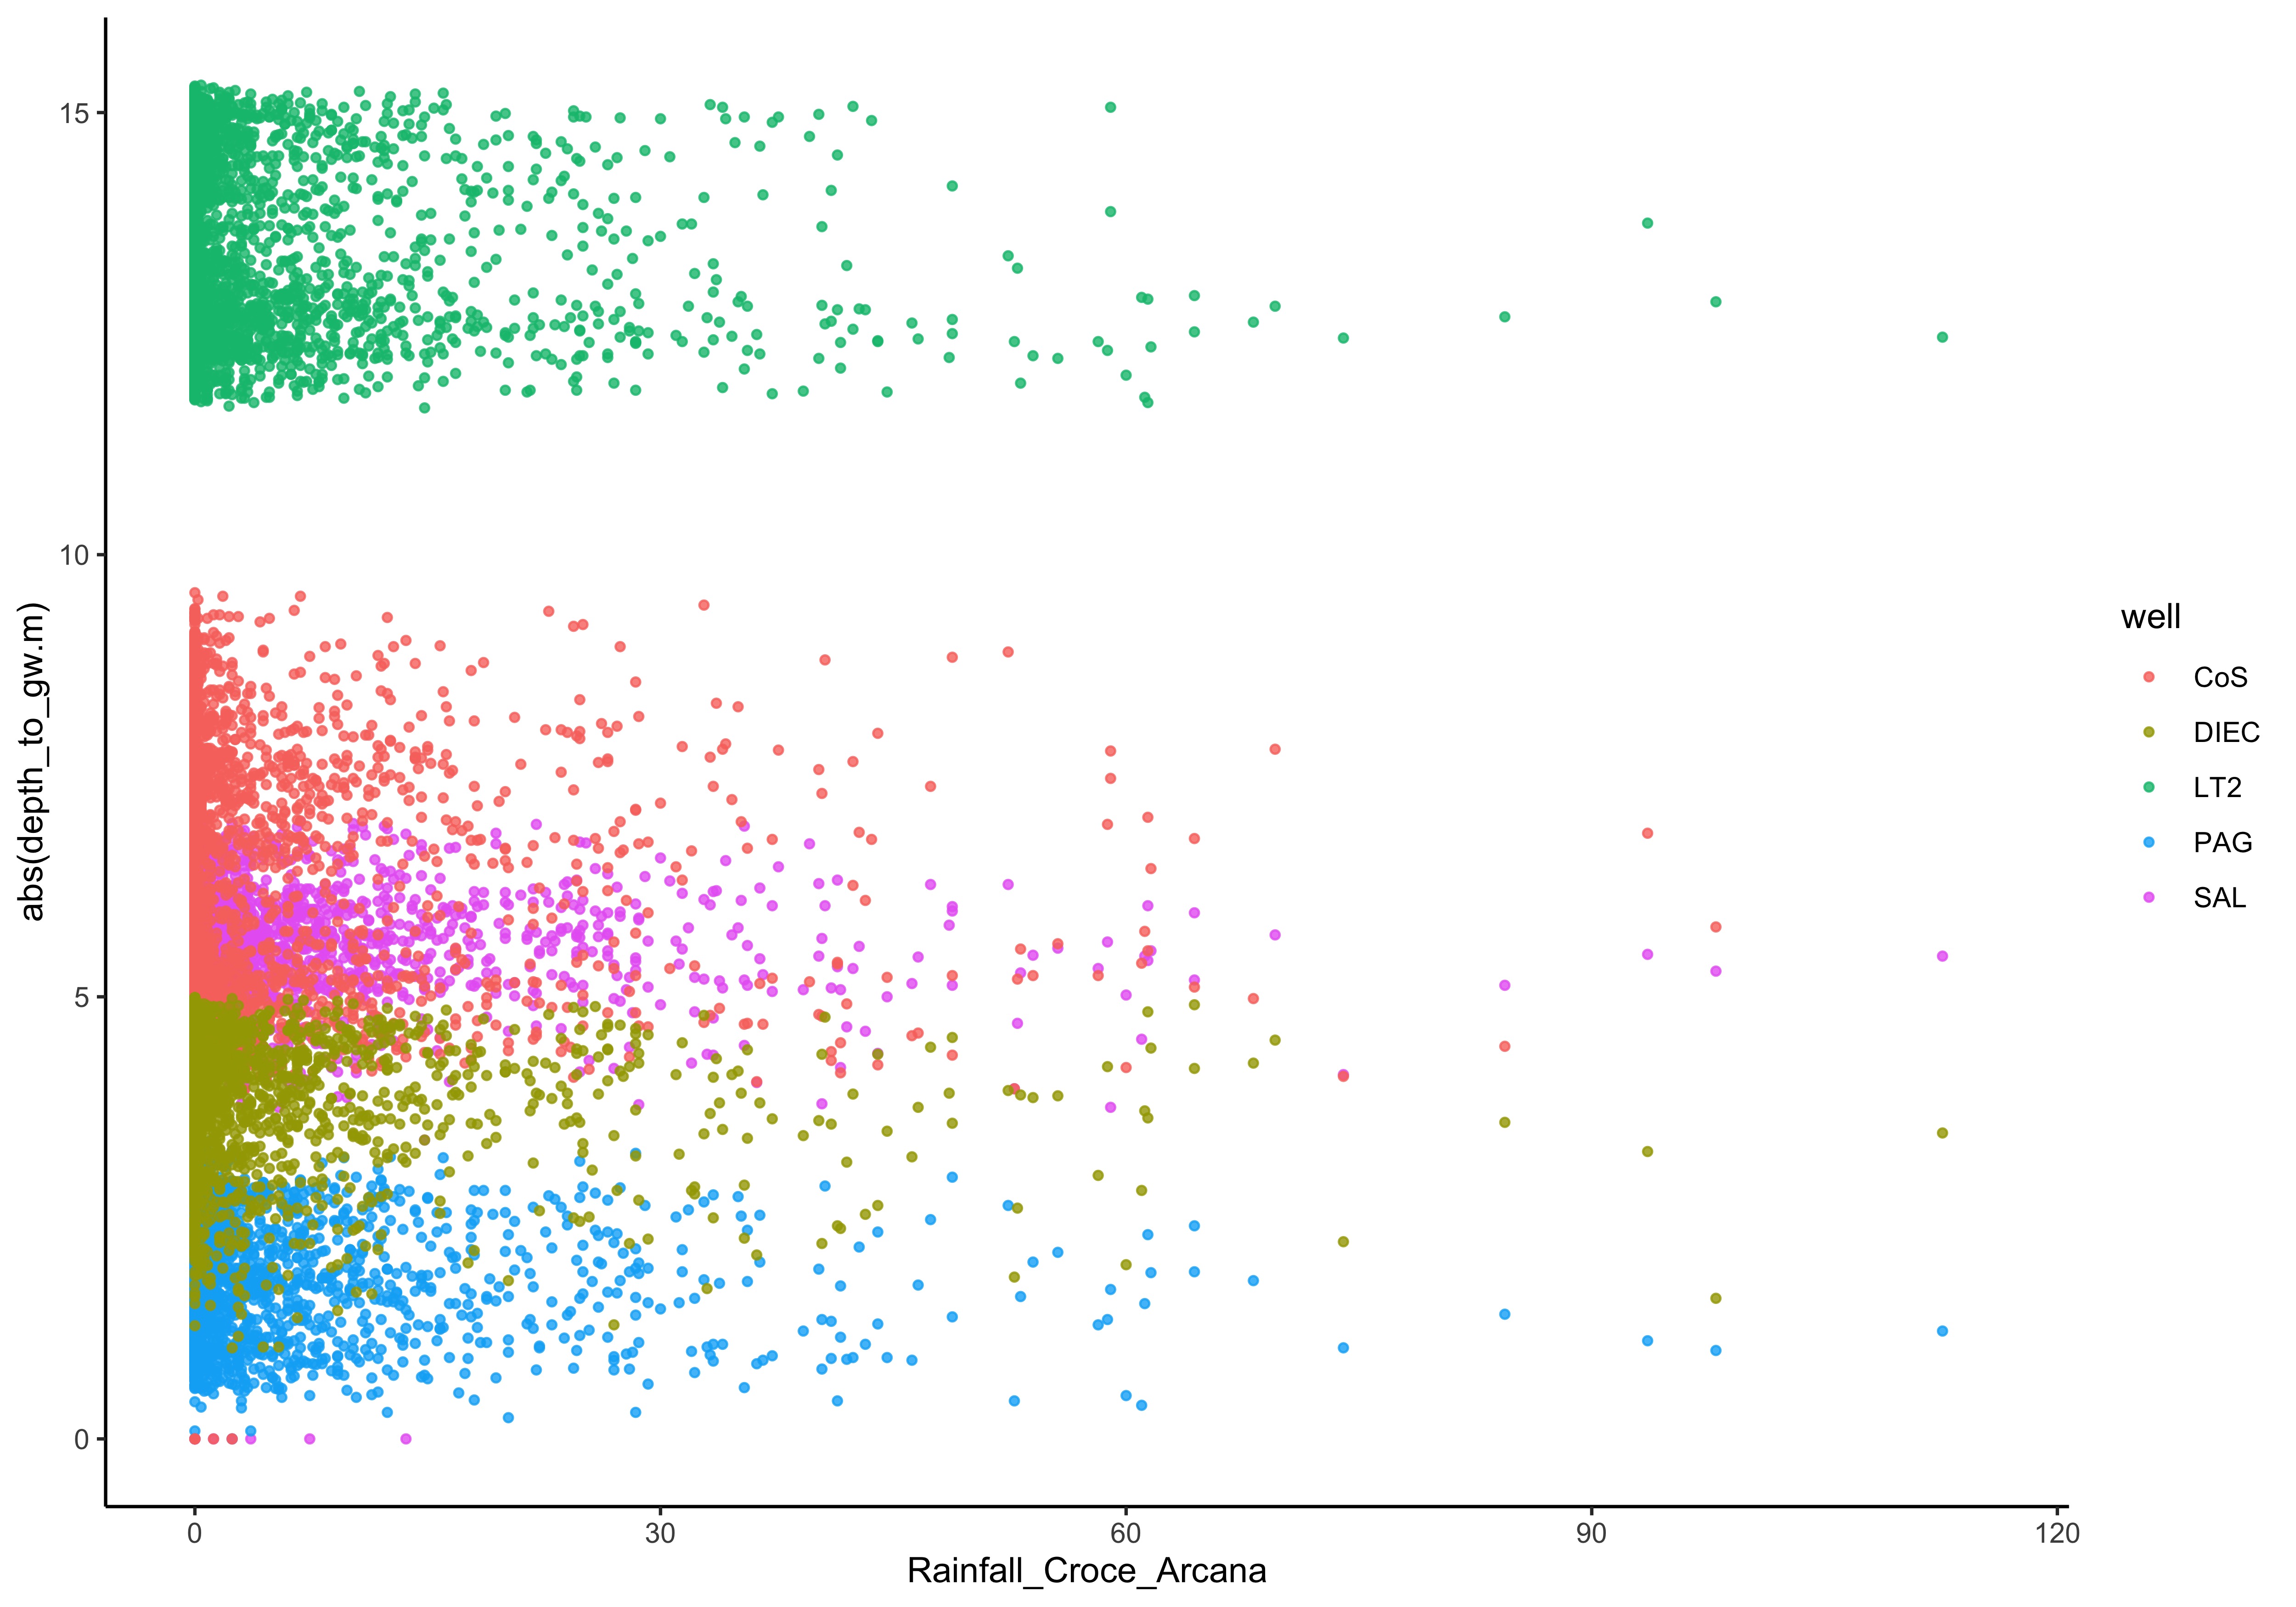 abs(depth_to_gw.m)
15
10
5
0
0 30 60 90 120
Rainfall_Croce_Arcana
well
CoS
DIEC
LT2
PAG
SAL